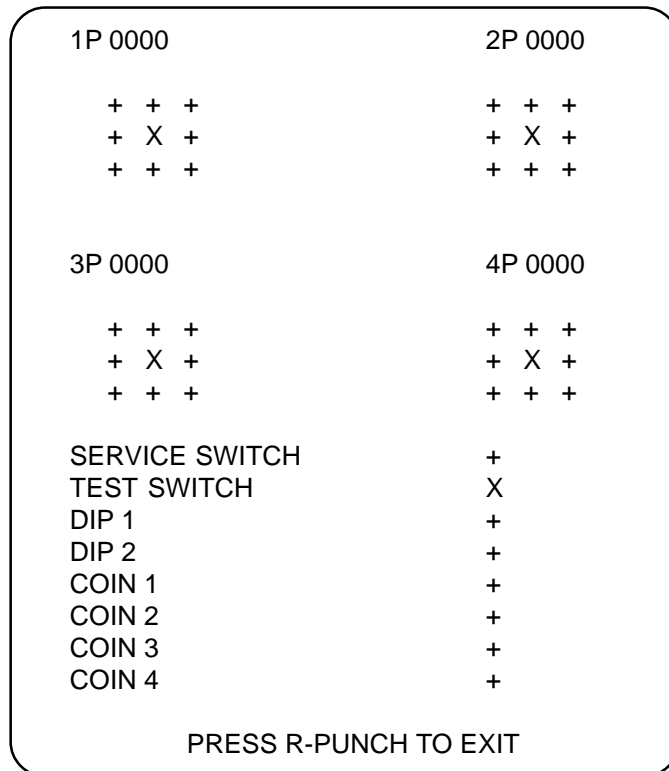 1P 0000 2P 0000
+ + + + + +
+ X + + X +
+ + + + + +
3P 0000 4P 0000
+ + + + + +
+ X + + X +
+ + + + + +
SERVICE SWITCH +
TEST SWITCH X
DIP 1 +
DIP 2 +
COIN 1 +
COIN 2 +
COIN 3 +
COIN 4 +
PRESS R-PUNCH TO EXIT